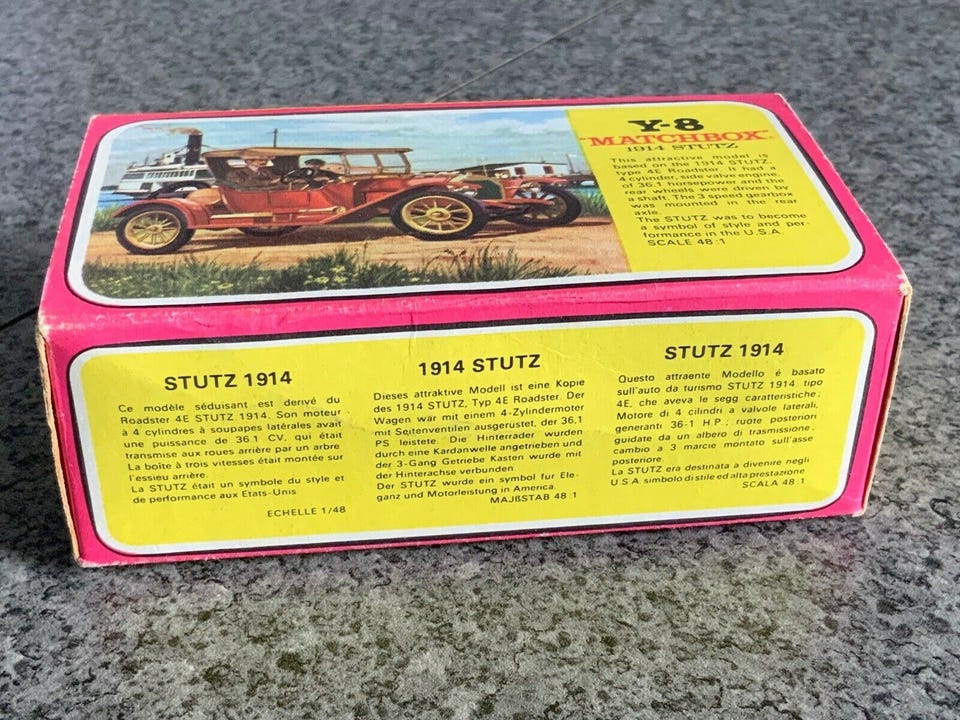 Y-8
"MATCHBOX"
1914 STUTZ
This attractive model is
based on the 1914 STUTZ,
type 4E Roadster. It had a
4 cylinder, side valve engine,
of 36.1 horsepower and the
rear wheels were driven by
a shaft. The 3 speed gearbox
was mounted in the rear
axle.
The STUTZ was to become
a symbol of style and per-
formance in the U.S.A.
SCALE 48:1
STUTZ 1914
Ce modèle séduisant est derivé du
Roadster 4E STUTZ 1914. Son moteur
à 4 cylindres à soupapes latérales avait
une puissance de 36.1 CV, qui était
transmise aux roues arrière par un arbre
La boîte à trois vitesses était montée sur
l'essieu arrière.
La STUTZ était un symbole du style et
de performance aux Etats-Unis
ECHELLE 1/48
1914 STUTZ
Dieses attraktive Modell ist eine Kopie
des 1914 STUTZ, Typ 4E Roadster. Der
Wagen war mit einem 4-Zylindermoter
mit Seitenventilen ausgerüstet, der 36,1
PS leistete. Die Hinterrader wurden
durch eine Kardanwelle angetrieben und
der 3-Gang Getriebe Kasten wurde mit
der Hinterachse verbunden.
Der STUTZ wurde ein symbol fur Ele-
ganz und Motorleistung in America.
MAJßSTAB 48:1
STUTZ 1914
Questo attraente Modello é basato
sull'auto da turismo STUTZ 1914, tipo
4E, che aveva le segg caratteristiche;
Motore di 4 cilindri a valvole laterali,
generanti 36-1 H.P.; ruote posteriori
guidate da un albero di trasmissione;
cambio a 3 marcie montato sull'asse
posteriore.
La STUTZ era destinata a divenire negli
U.S.A. simbolo di stile ed alta prestazione
SCALA 48:1